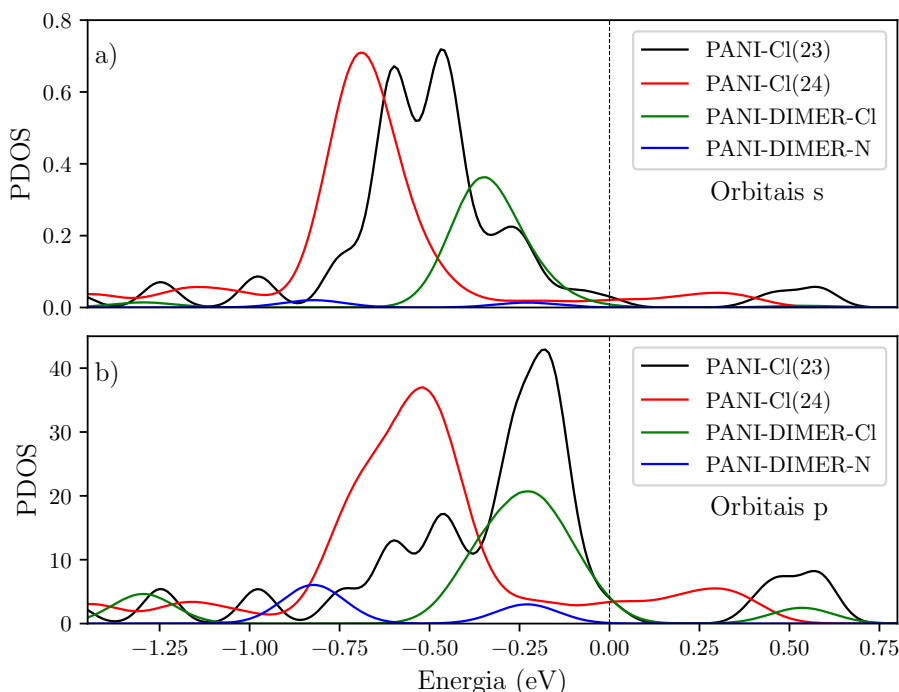 a)
PDOS
0.8
0.6
0.4
0.2
0.0
PANI-Cl(23)
PANI-Cl(24)
PANI-DIMER-Cl
PANI-DIMER-N
Orbitais s
b)
PDOS
40
30
20
10
0
PANI-Cl(23)
PANI-Cl(24)
PANI-DIMER-Cl
PANI-DIMER-N
Orbitais p
−1.25 −1.00 −0.75 −0.50 −0.25 0.00 0.25 0.50 0.75
Energia (eV)